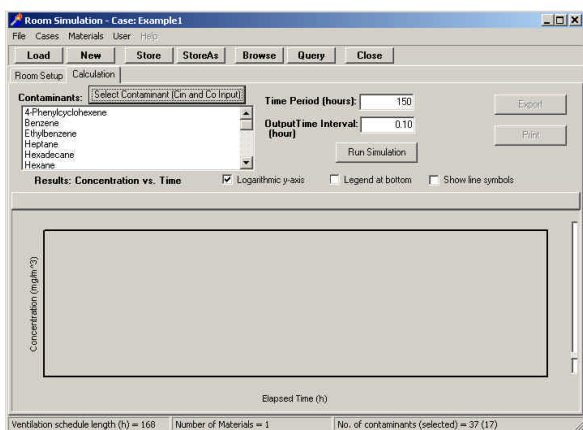 Room Simulation - Case: Example1
File Cases Materials User Help
Load New Store StoreAs Browse Query Close
Room Setup Calculation
Contaminants: Select Contaminant (Cin and Co Input)
4-Phenylcyclohexene
Benzene
Ethylbenzene
Heptane
Hexadecane
Hexane
Time Period (hours): 150
OutputTime Interval: 0.10
(hour)
Run Simulation
Export
Print
Results: Concentration vs. Time Logarithmic y-axis Legend at bottom Show line symbols
Concentration (mg/m^3)
Elapsed Time (h)
Ventilation schedule length (h) = 168 Number of Materials = 1 No. of contaminants (selected) = 37 (17)